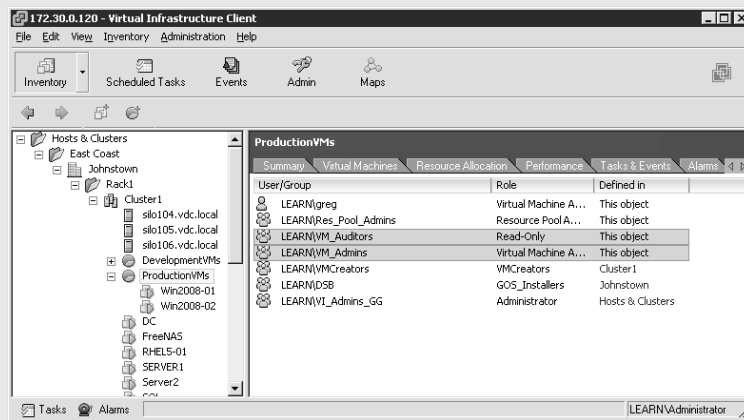 172.30.0.120 - Virtual Infrastructure Client
File Edit View Inventory Administration Help
Inventory Scheduled Tasks Events Admin Maps
Hosts & Clusters
East Coast
Johnstown
Rack1
Cluster1
silo104.vdc.local
silo105.vdc.local
silo106.vdc.local
DevelopmentVMs
ProductionVMs
Win2008-01
Win2008-02
DC
FreeNAS
RHEL5-01
SERVER1
Server2
ProductionVMs
Summary Virtual Machines Resource Allocation Performance Tasks & Events Alarms
User/Group Role Defined in
LEARN\greg Virtual Machine A... This object
LEARN\Res_Pool_Admins Resource Pool A... This object
LEARN\VM_Auditors Read-Only This object
LEARN\VM_Admins Virtual Machine A... This object
LEARN\VMCreators VMCreators Cluster1
LEARN\DSB GOS_Installers Johnstown
LEARN\VI_Admins_GG Administrator Hosts & Clusters
Tasks Alarms LEARN\Administrator